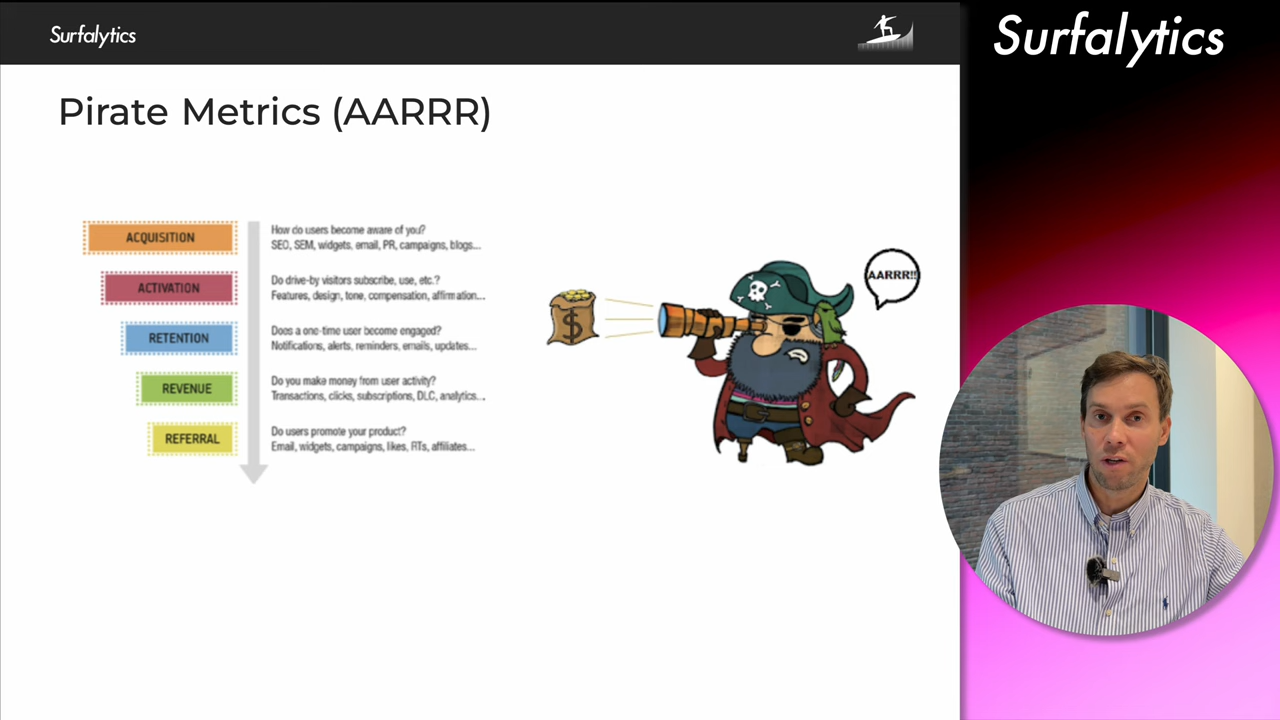 Surfalytics
Surfalytics
Pirate Metrics (AARRR)
ACQUISITION
How do users become aware of you?
SEO, SEM, widgets, email, PR, campaigns, blogs...
ACTIVATION
Do drive-by visitors subscribe, use, etc.?
Features, design, tone, compensation, affirmation...
RETENTION
Does a one-time user become engaged?
Notifications, alerts, reminders, emails, updates...
REVENUE
Do you make money from user activity?
Transactions, clicks, subscriptions, DLC, analytics...
REFERRAL
Do users promote your product?
Email, widgets, campaigns, likes, RTs, affiliates...
$
AARRR!!